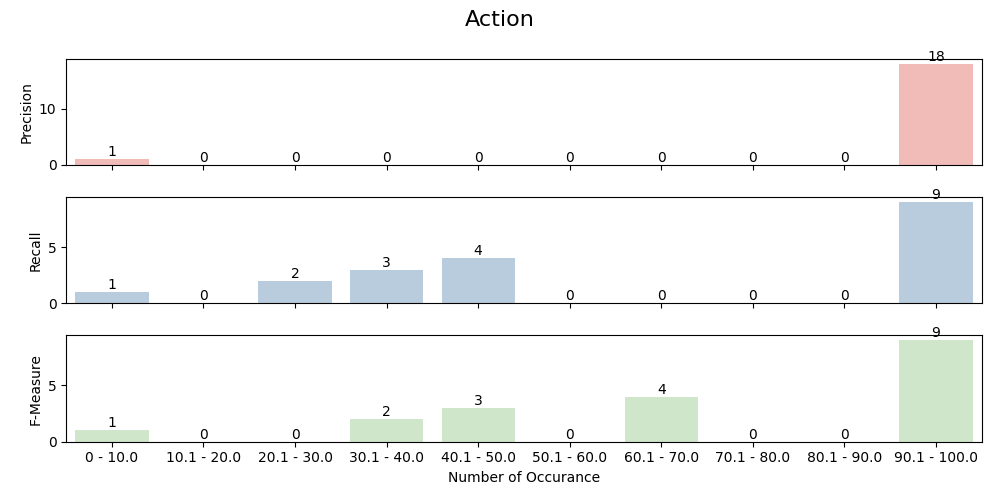 Action
Precision
10
0
1 0 0 0 0 0 0 0 0 18
Recall
5
0
1 0 2 3 4 0 0 0 0 9
F-Measure
5
0
1 0 0 2 3 0 4 0 0 9
0 - 10.0 10.1 - 20.0 20.1 - 30.0 30.1 - 40.0 40.1 - 50.0 50.1 - 60.0 60.1 - 70.0 70.1 - 80.0 80.1 - 90.0 90.1 - 100.0
Number of Occurance